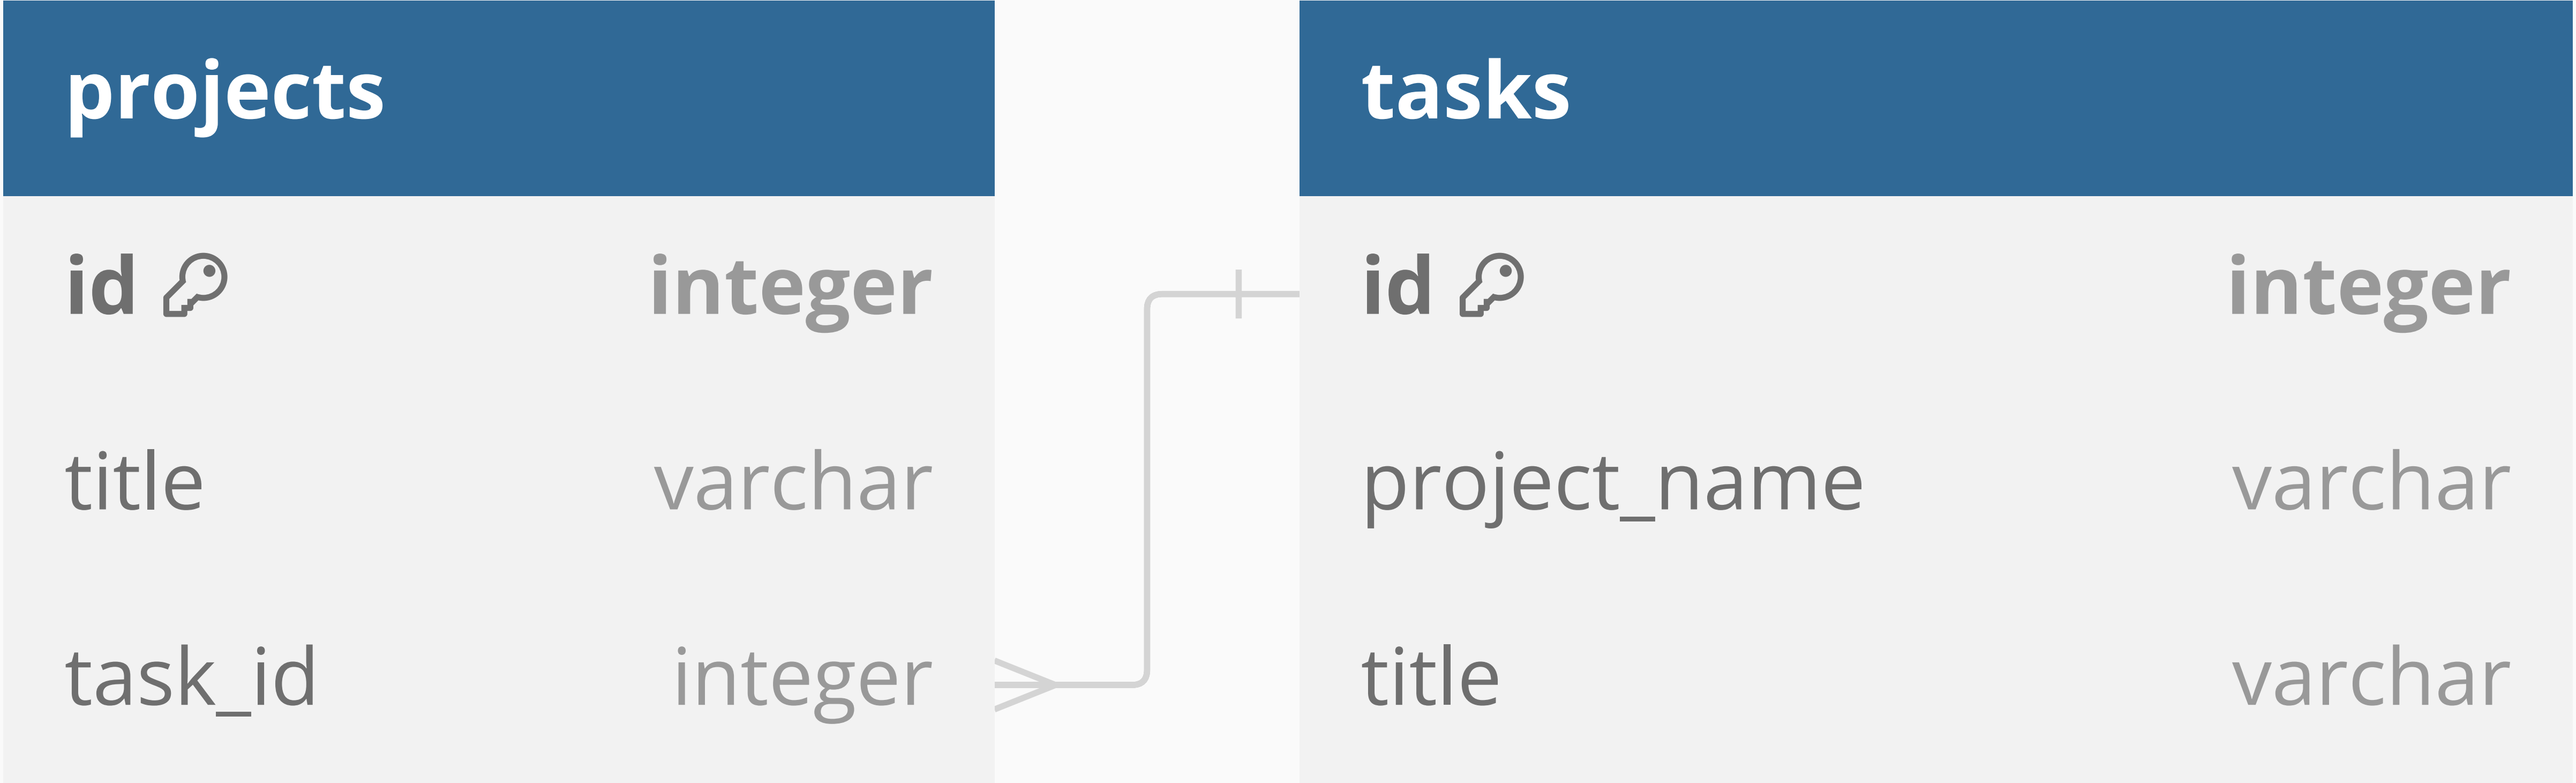 projects
id integer
title varchar
task_id integer
tasks
id integer
project_name varchar
title varchar